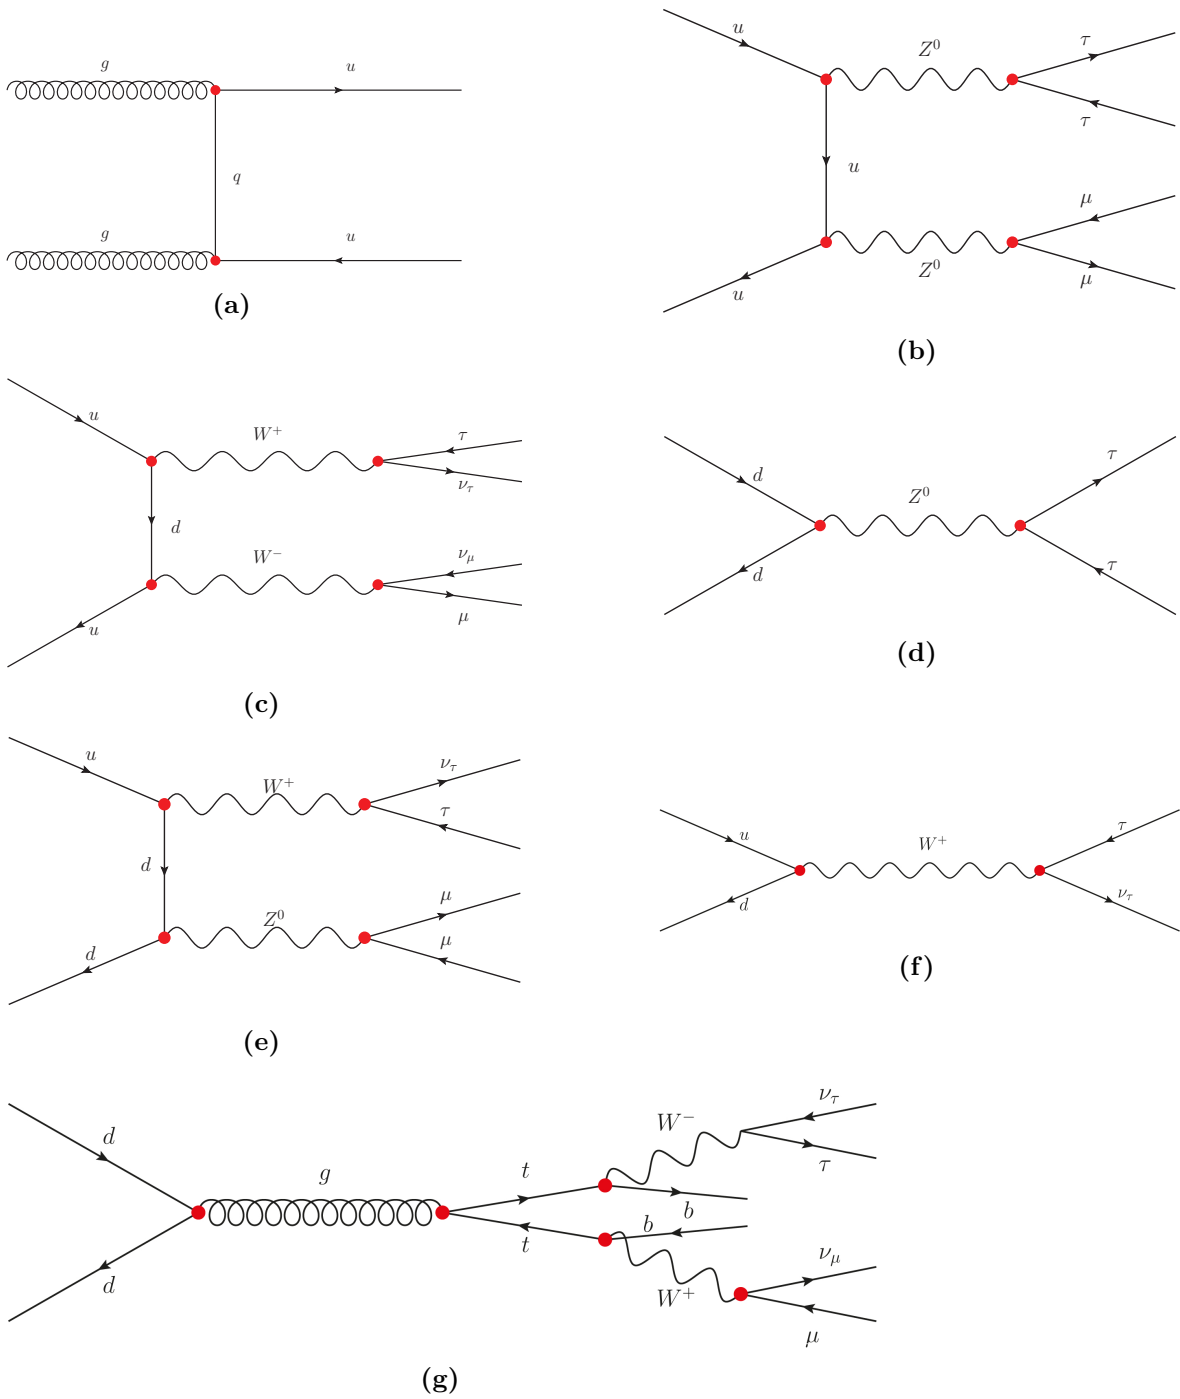 g
u
q
g
u
(a)
u
Z⁰
τ
τ
u
μ
Z⁰
μ
u
(b)
u
W⁺
τ
ν_τ
d
W⁻
ν_μ
μ
u
(c)
d
Z⁰
τ
d
τ
(d)
u
W⁺
ν_τ
τ
d
Z⁰
μ
μ
d
(e)
u
W⁺
τ
d
ν_τ
(f)
d
g
t
W⁻
ν_τ
τ
b
t
b
d
W⁺
ν_μ
μ
(g)